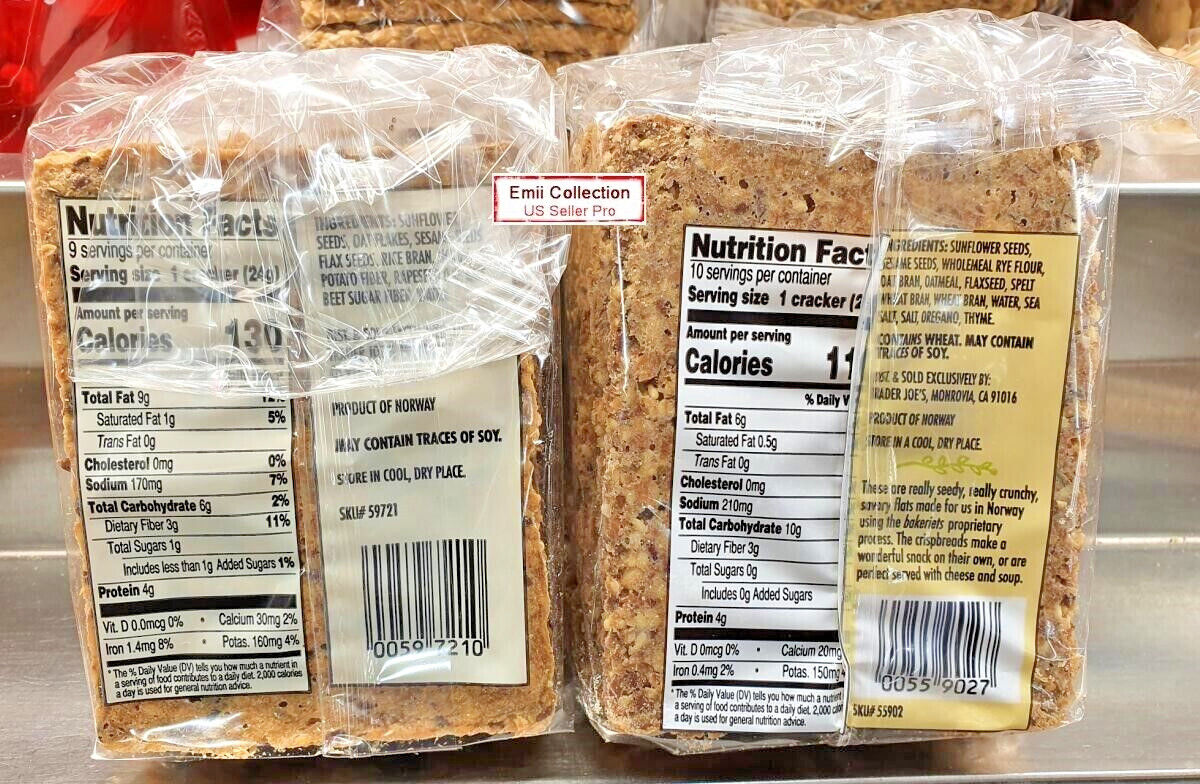 Emii Collection
US Seller Pro
Nutrition Facts
9 servings per container
Serving size 1 cracker (24g)
Amount per serving
Calories 130
Total Fat 9g 12%
Saturated Fat 1g 5%
Trans Fat 0g
Cholesterol 0mg 0%
Sodium 170mg 7%
Total Carbohydrate 6g 2%
Dietary Fiber 3g 11%
Total Sugars 1g
Includes less than 1g Added Sugars 1%
Protein 4g
Vit. D 0.0mcg 0% • Calcium 30mg 2%
Iron 1.4mg 8% • Potas. 160mg 4%
* The % Daily Value (DV) tells you how much a nutrient in
a serving of food contributes to a daily diet. 2,000 calories
a day is used for general nutrition advice.
INGREDIENTS: SUNFLOWE
SEEDS, OAT FLAKES, SESAME SEEDS
FLAX SEEDS, RICE BRAN,
POTATO FIBER, RAPESEE
BEET SUGAR FIBER,
PRODUCT OF NORWAY
MAY CONTAIN TRACES OF SOY.
STORE IN COOL, DRY PLACE.
SKU# 59721
0059 7210
Nutrition Fact
10 servings per container
Serving size 1 cracker (2
Amount per serving
Calories 11
% Daily V
Total Fat 6g
Saturated Fat 0.5g
Trans Fat 0g
Cholesterol 0mg
Sodium 210mg
Total Carbohydrate 10g
Dietary Fiber 3g
Total Sugars 0g
Includes 0g Added Sugars
Protein 4g
Vit. D 0mcg 0% • Calcium 20mg
Iron 0.4mg 2% • Potas. 150mg
* The % Daily Value (DV) tells you how much a nutrient
a serving of food contributes to a daily diet. 2,000 calor
a day is used for general nutrition advice.
INGREDIENTS: SUNFLOWER SEEDS,
SESAME SEEDS, WHOLEMEAL RYE FLOUR,
OAT BRAN, OATMEAL, FLAXSEED, SPELT
WHEAT BRAN, WHEAT BRAN, WATER, SEA
SALT, SALT, OREGANO, THYME.
CONTAINS WHEAT. MAY CONTAIN
TRACES OF SOY.
DIST. & SOLD EXCLUSIVELY BY:
TRADER JOE'S, MONROVIA, CA 91016
PRODUCT OF NORWAY
STORE IN A COOL, DRY PLACE.
These are really seedy, really crunchy,
savory flats made for us in Norway
using the bakeriets proprietary
process. The crispbreads make a
wonderful snack on their own, or are
perfect served with cheese and soup.
0055 9027
SKU# 55902